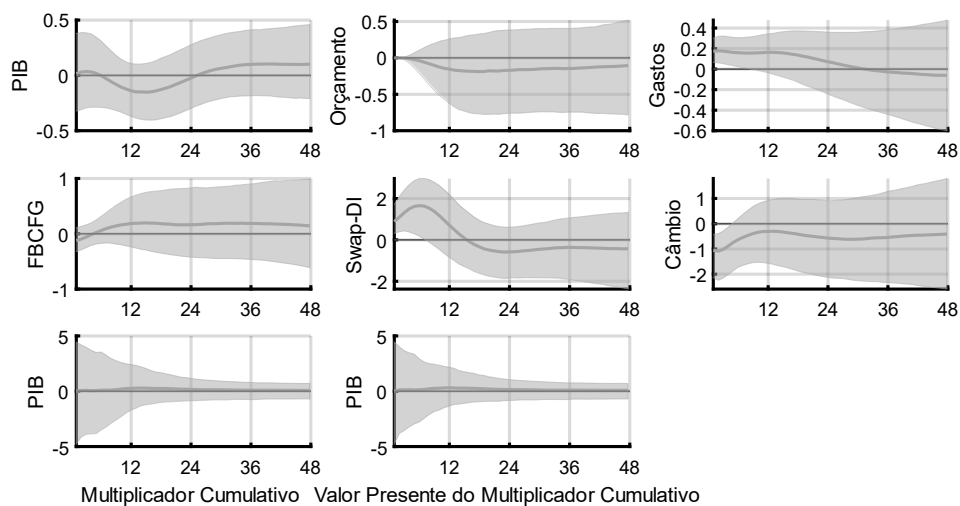 0.5
0
-0.5
PIB
12 24 36 48
0
-0.5
-1
Orçamento
12 24 36 48
0.4
0.2
0
-0.2
-0.4
-0.6
Gastos
12 24 36 48
1
0
-1
FBCFG
12 24 36 48
2
0
-2
Swap-DI
12 24 36 48
0
-1
-2
Câmbio
12 24 36 48
5
0
-5
PIB
12 24 36 48
Multiplicador Cumulativo
5
0
-5
PIB
12 24 36 48
Valor Presente do Multiplicador Cumulativo